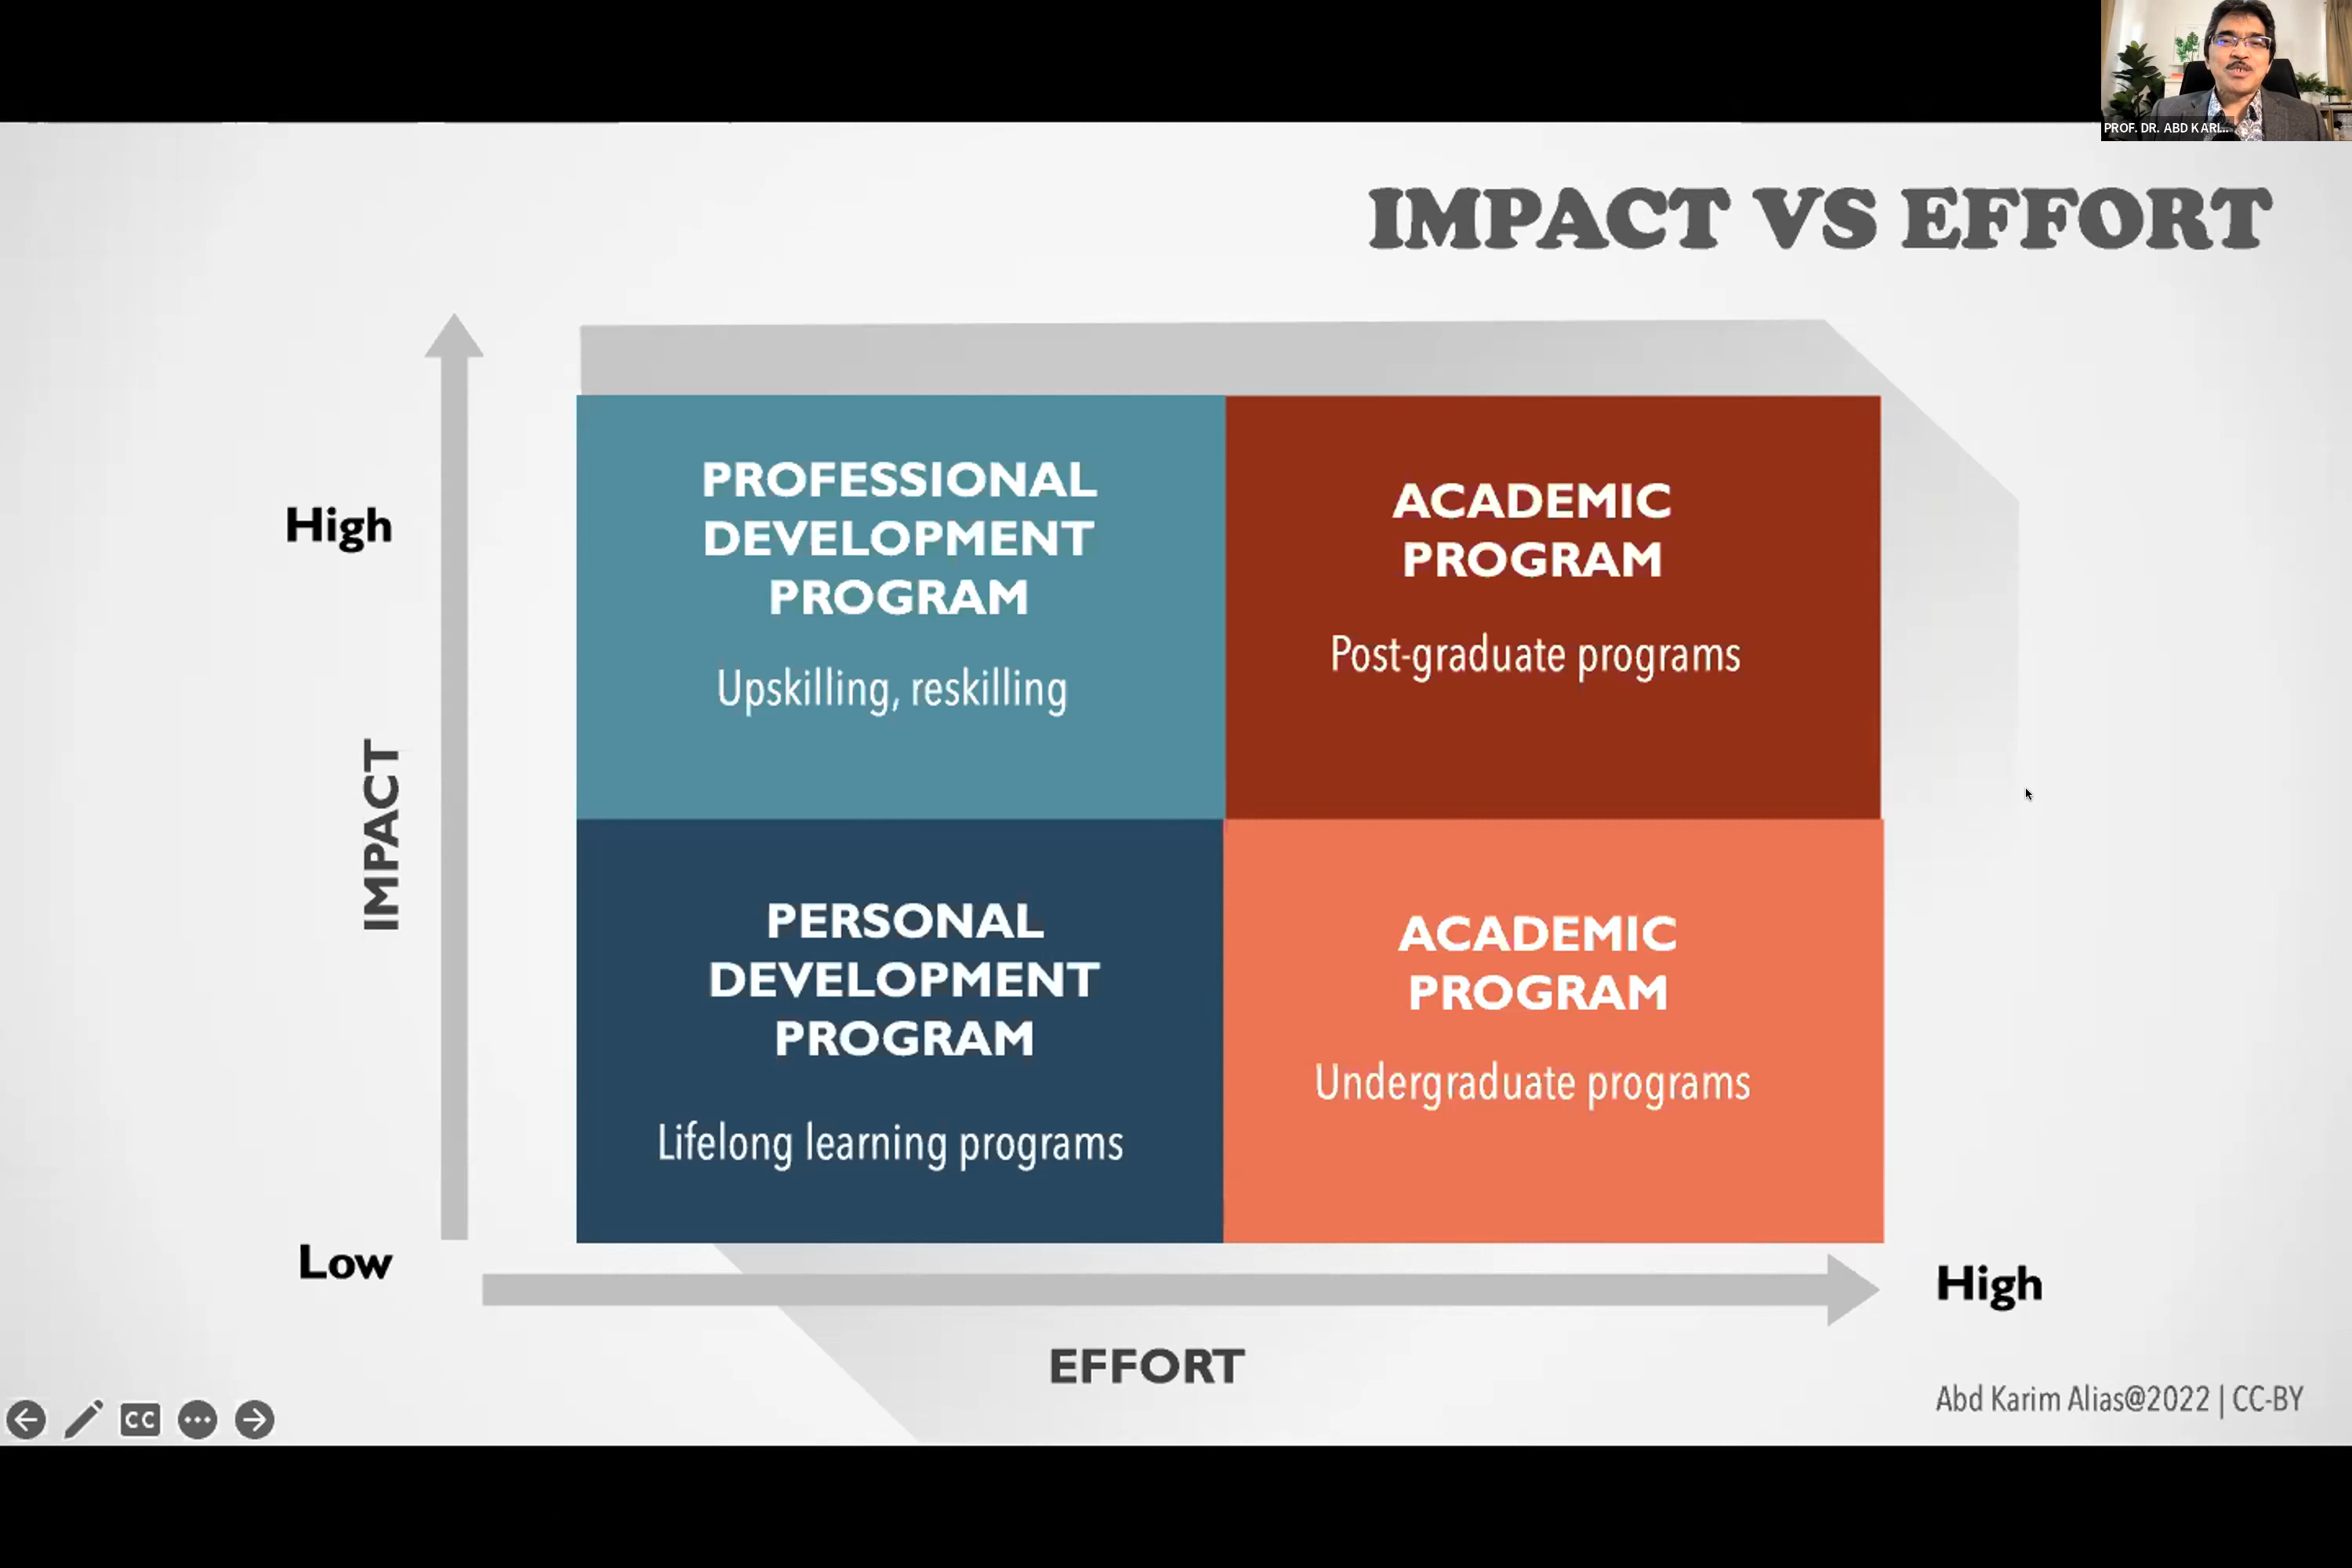 PROF. DR. ABD KARI...
IMPACT VS EFFORT
High
IMPACT
Low
PROFESSIONAL
DEVELOPMENT
PROGRAM
Upskilling, reskilling
ACADEMIC
PROGRAM
Post-graduate programs
PERSONAL
DEVELOPMENT
PROGRAM
Lifelong learning programs
ACADEMIC
PROGRAM
Undergraduate programs
High
EFFORT
Abd Karim Alias@2022 | CC-BY
CC